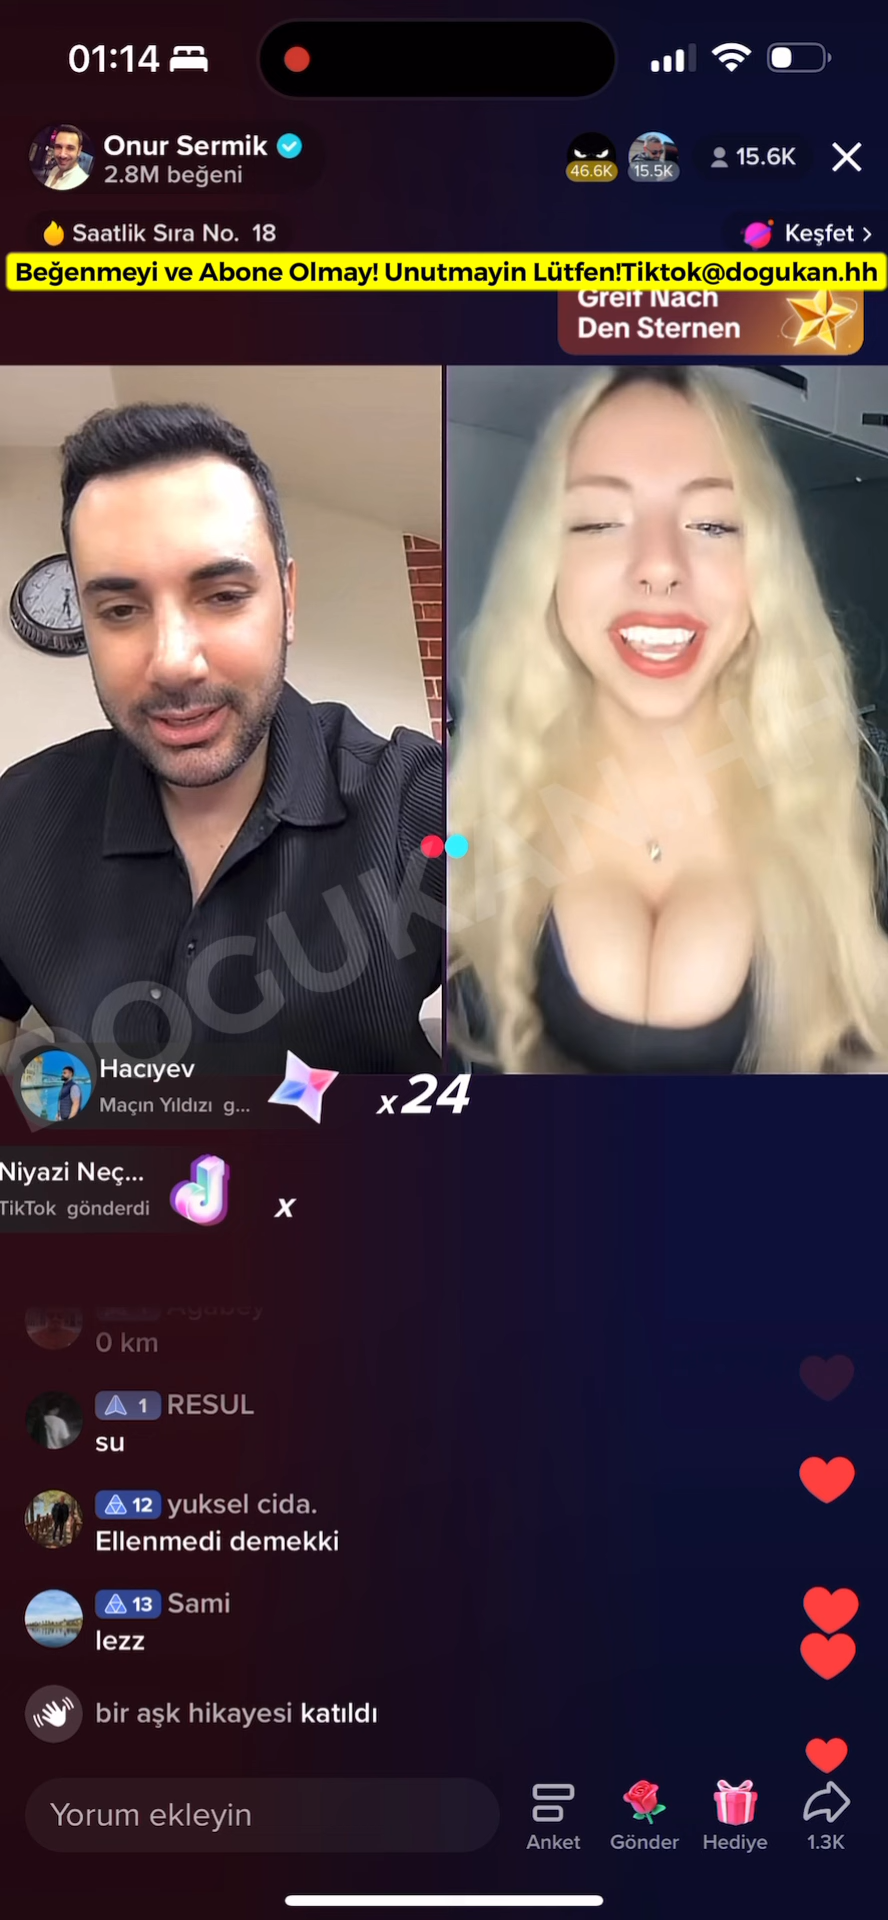 01:14
Onur Sermik
2.8M beğeni
46.6K
15.5K
15.6K
Saatlik Sıra No. 18
Keşfet >
Beğenmeyi ve Abone Olmay! Unutmayin Lütfen!Tiktok@dogukan.hh
Greif Nach
Den Sternen
DOGUKAN.HH
Hacıyev
Maçın Yıldızı g...
x24
Niyazi Neç...
TikTok gönderdi
x
Agabey
0 km
1 RESUL
su
12 yuksel cida.
Ellenmedi demekki
13 Sami
lezz
bir aşk hikayesi katıldı
Yorum ekleyin
Anket
Gönder
Hediye
1.3K